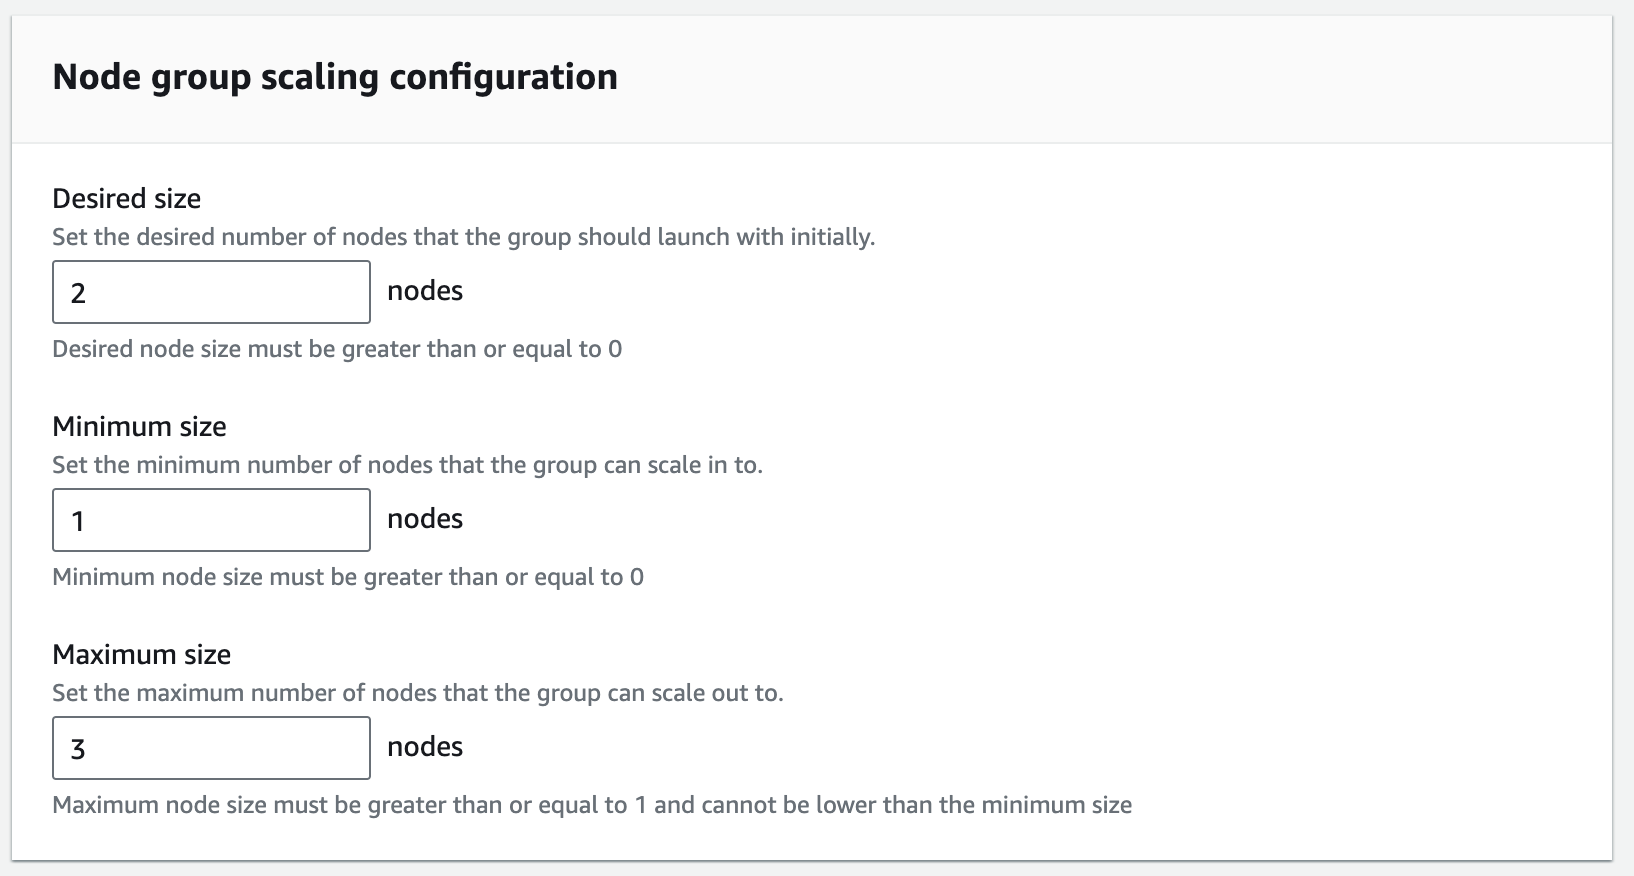 Node group scaling configuration
Desired size
Set the desired number of nodes that the group should launch with initially.
2 nodes
Desired node size must be greater than or equal to 0
Minimum size
Set the minimum number of nodes that the group can scale in to.
1 nodes
Minimum node size must be greater than or equal to 0
Maximum size
Set the maximum number of nodes that the group can scale out to.
3 nodes
Maximum node size must be greater than or equal to 1 and cannot be lower than the minimum size